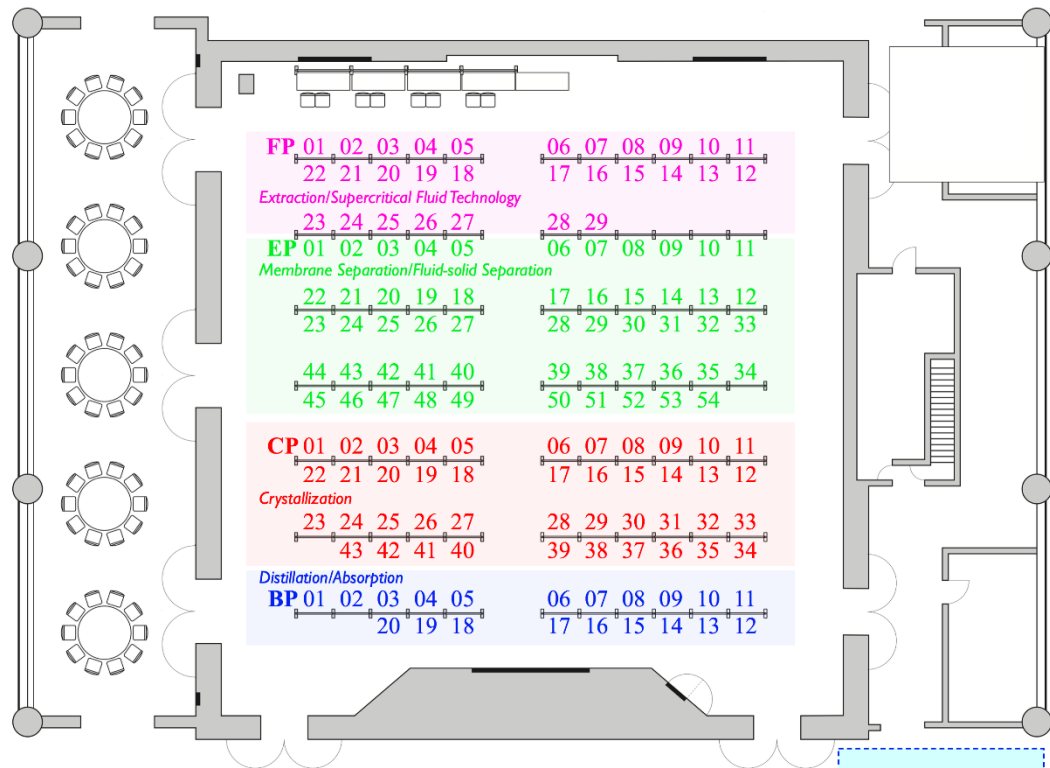 FP 01 02 03 04 05 06 07 08 09 10 11
22 21 20 19 18 17 16 15 14 13 12
Extraction/Supercritical Fluid Technology
23 24 25 26 27 28 29
EP 01 02 03 04 05 06 07 08 09 10 11
Membrane Separation/Fluid-solid Separation
22 21 20 19 18 17 16 15 14 13 12
23 24 25 26 27 28 29 30 31 32 33
44 43 42 41 40 39 38 37 36 35 34
45 46 47 48 49 50 51 52 53 54
CP 01 02 03 04 05 06 07 08 09 10 11
22 21 20 19 18 17 16 15 14 13 12
Crystallization
23 24 25 26 27 28 29 30 31 32 33
43 42 41 40 39 38 37 36 35 34
Distillation/Absorption
BP 01 02 03 04 05 06 07 08 09 10 11
20 19 18 17 16 15 14 13 12